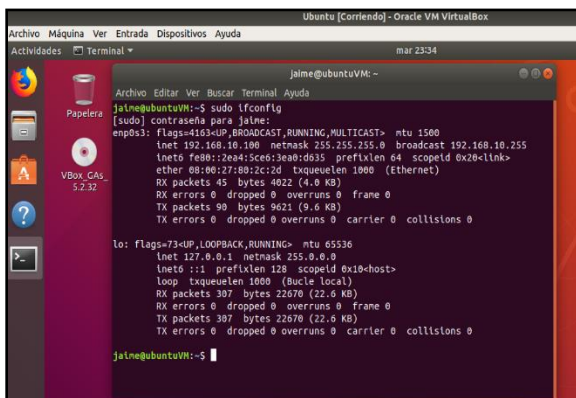 Ubuntu [Corriendo] - Oracle VM VirtualBox
Archivo Máquina Ver Entrada Dispositivos Ayuda
Actividades Terminal mar 23:34
jaime@ubuntuVM: ~
Archivo Editar Ver Buscar Terminal Ayuda
Papelera
VBox_GAs_
5.2.32
jaime@ubuntuVM:~$ sudo ifconfig
[sudo] contraseña para jaime:
enp0s3: flags=4163<UP,BROADCAST,RUNNING,MULTICAST> mtu 1500
inet 192.168.10.100 netmask 255.255.255.0 broadcast 192.168.10.255
inet6 fe80::2ea4:5ce6:3ea0:d635 prefixlen 64 scopeid 0x20<link>
ether 08:00:27:80:2c:2d txqueuelen 1000 (Ethernet)
RX packets 45 bytes 4022 (4.0 KB)
RX errors 0 dropped 0 overruns 0 frame 0
TX packets 90 bytes 9621 (9.6 KB)
TX errors 0 dropped 0 overruns 0 carrier 0 collisions 0
lo: flags=73<UP,LOOPBACK,RUNNING> mtu 65536
inet 127.0.0.1 netmask 255.0.0.0
inet6 ::1 prefixlen 128 scopeid 0x10<host>
loop txqueuelen 1000 (Bucle local)
RX packets 307 bytes 22670 (22.6 KB)
RX errors 0 dropped 0 overruns 0 frame 0
TX packets 307 bytes 22670 (22.6 KB)
TX errors 0 dropped 0 overruns 0 carrier 0 collisions 0
jaime@ubuntuVM:~$